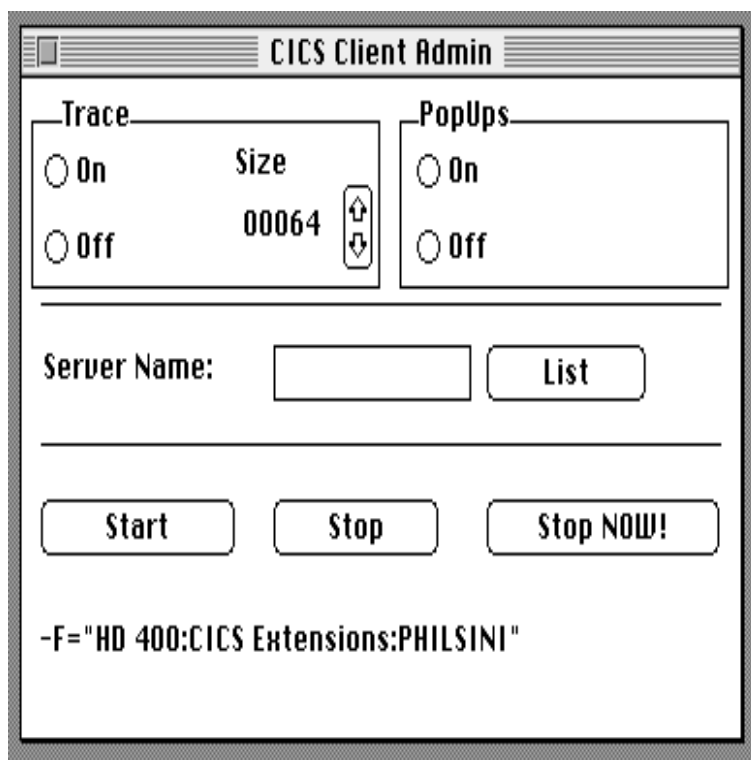 CICS Client Admin
Trace
On
Size
00064
Off
PopUps
On
Off
Server Name:
List
Start
Stop
Stop NOW!
-F="HD 400:CICS Extensions:PHILSINI"